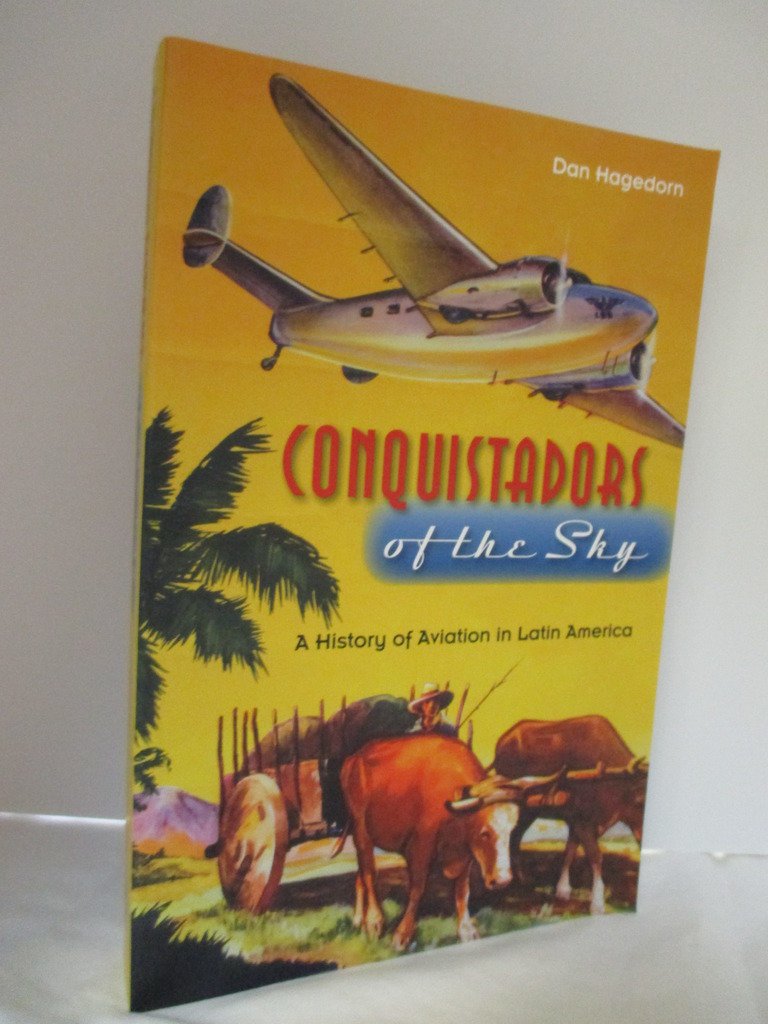 Dan Hagedorn
CONQUISTADORS
of the Sky
A History of Aviation in Latin America